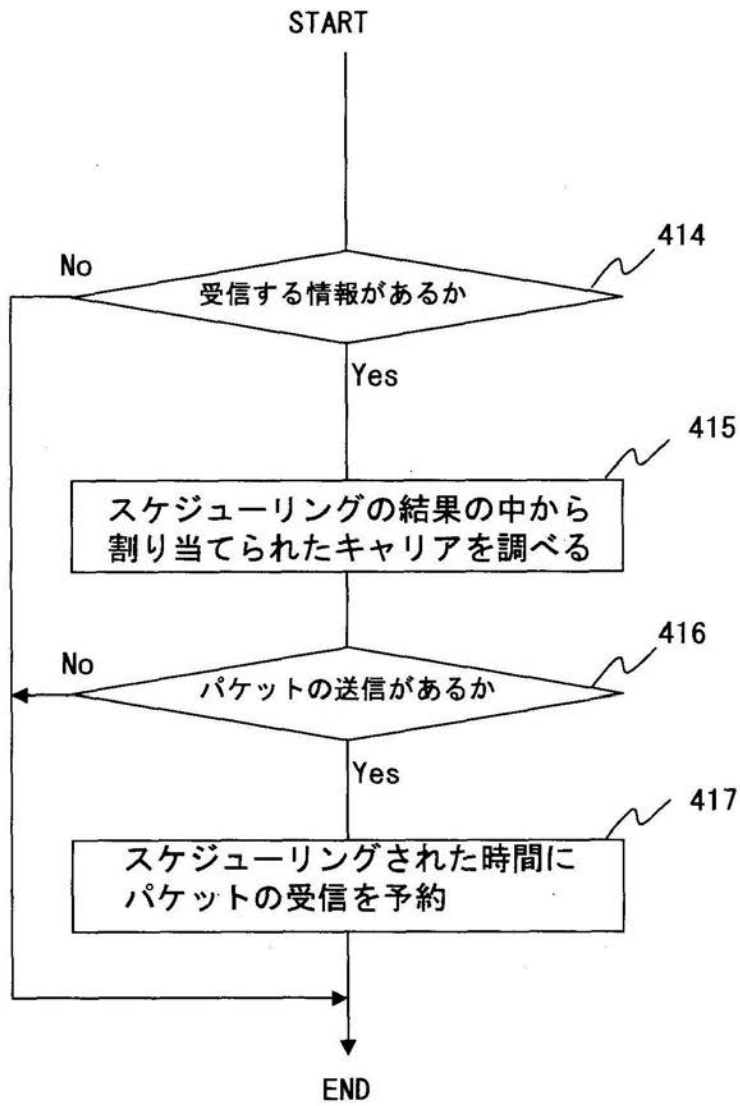 START
414
No
受信する情報があるか
Yes
415
スケジューリングの結果の中から
割り当てられたキャリアを調べる
416
No
パケットの送信があるか
Yes
417
スケジューリングされた時間に
パケットの受信を予約
END